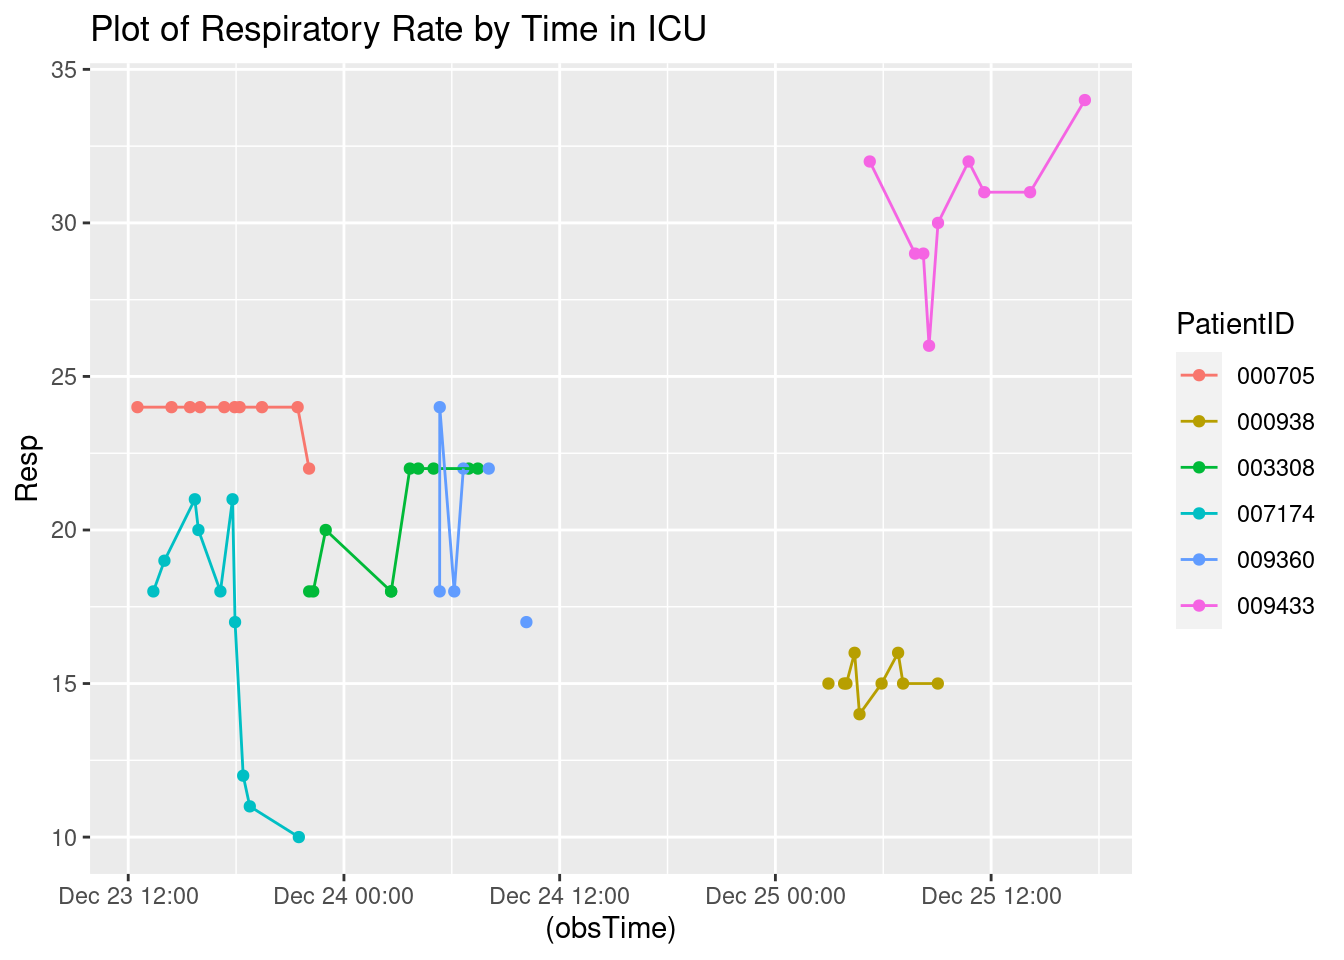 Plot of Respiratory Rate by Time in ICU
35
30
25
20
15
10
Resp
Dec 23 12:00
Dec 24 00:00
Dec 24 12:00
Dec 25 00:00
Dec 25 12:00
(obsTime)
PatientID
000705
000938
003308
007174
009360
009433